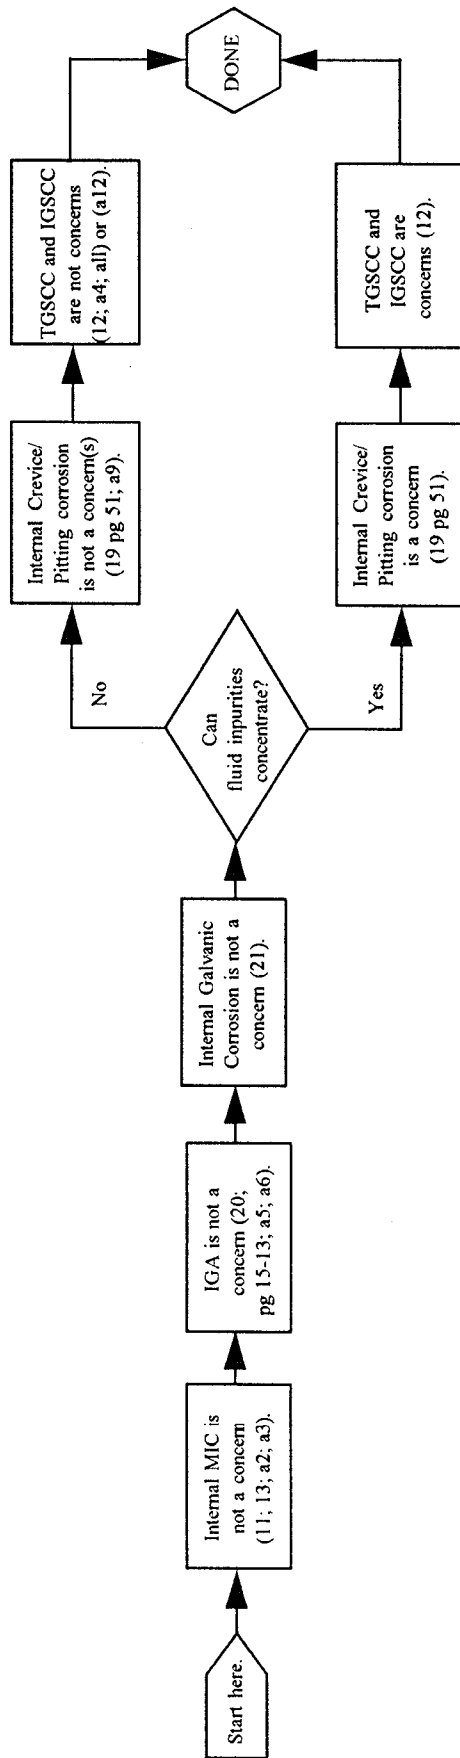 Start here.
Internal MIC is
not a concern
(11; 13; a2; a3).
IGA is not a
concern (20;
pg 15-13; a5; a6).
Internal Galvanic
Corrosion is not a
concern (21).
Can
fluid inpurities
concentrate?
No
Internal Crevice/
Pitting corrosion
is not a concern(s)
(19 pg 51; a9).
TGSCC and IGSCC
are not concerns
(12; a4; all) or (a12).
Yes
Internal Crevice/
Pitting corrosion
is a concern
(19 pg 51).
TGSCC and
IGSCC are
concerns (12).
DONE